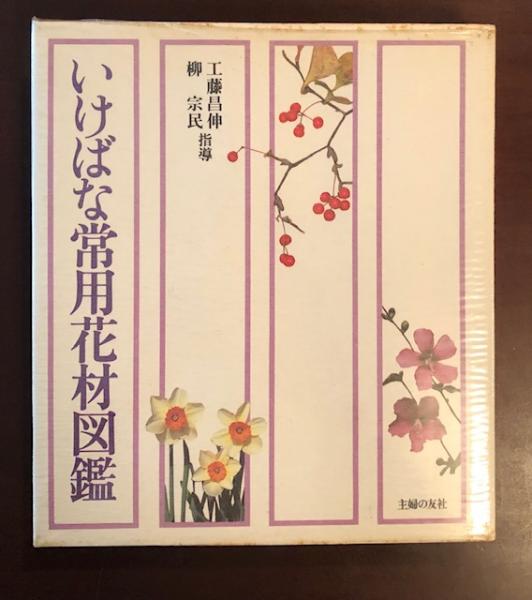 いけばな常用花材図鑑
工藤昌伸
柳宗民 指導
主婦の友社